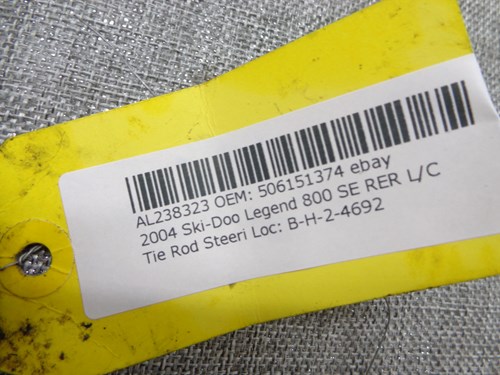 AL238323 OEM: 506151374 ebay
2004 Ski-Doo Legend 800 SE RER L/C
Tie Rod Steeri Loc: B-H-2-4692